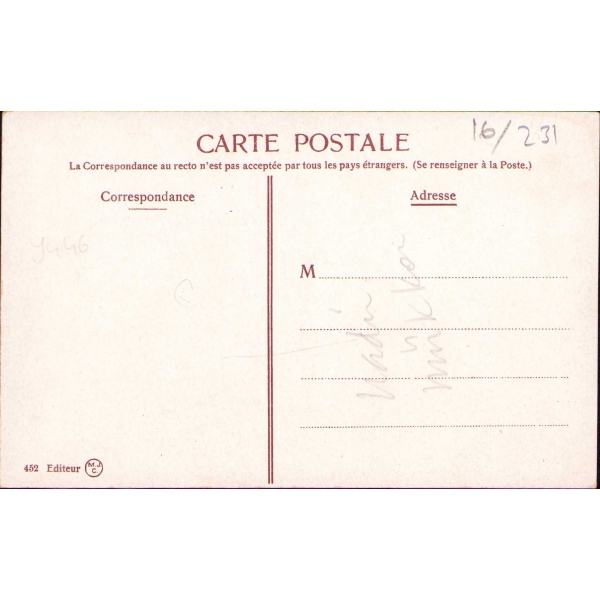 16/231
CARTE POSTALE
La Correspondance au recto n'est pas acceptée par tous les pays étrangers. (Se renseigner à la Poste.)
Correspondance
Adresse
M
452 Editeur M.J.C.